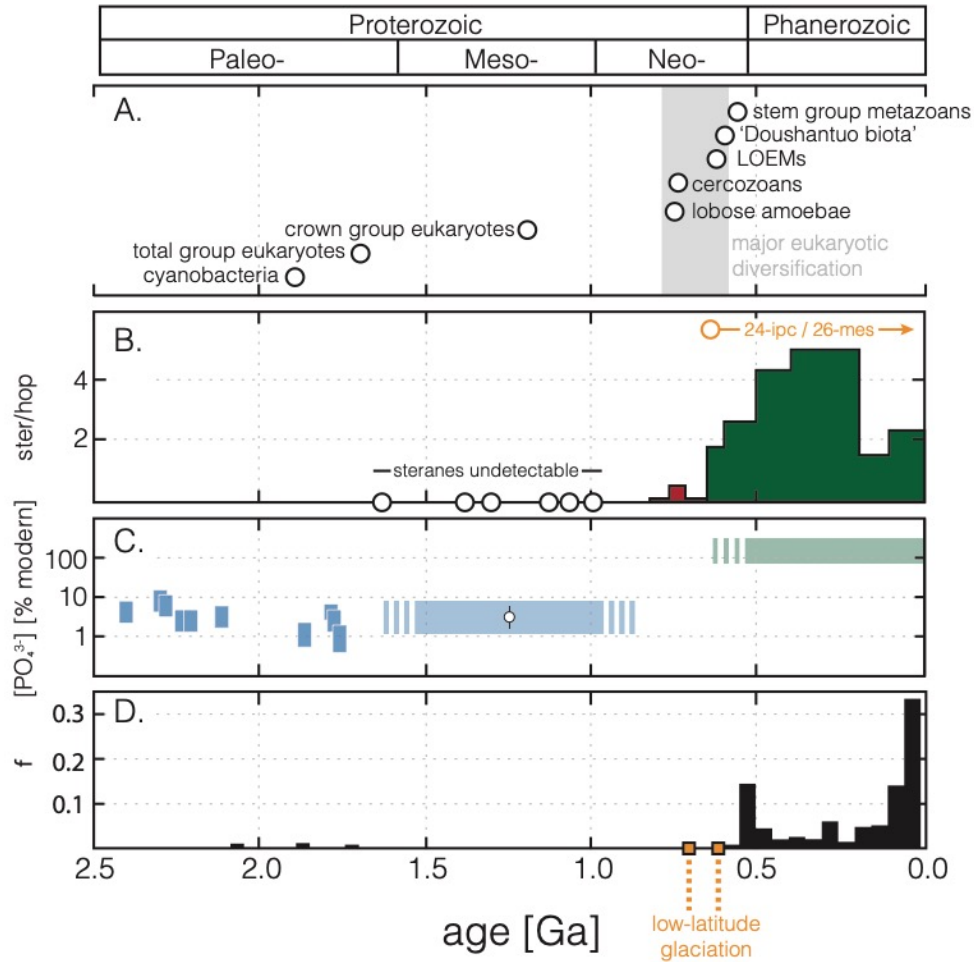 Proterozoic
Phanerozoic
Paleo-
Meso-
Neo-
A.
stem group metazoans
'Doushantuo biota'
LOEMs
cercozoans
lobose amoebae
crown group eukaryotes
total group eukaryotes
cyanobacteria
major eukaryotic
diversification
B.
24-ipc / 26-mes
ster/hop
4
2
steranes undetectable
C.
[PO₄³⁻] [% modern]
100
10
1
D.
f
0.3
0.2
0.1
2.5
2.0
1.5
1.0
0.5
0.0
age [Ga]
low-latitude
glaciation